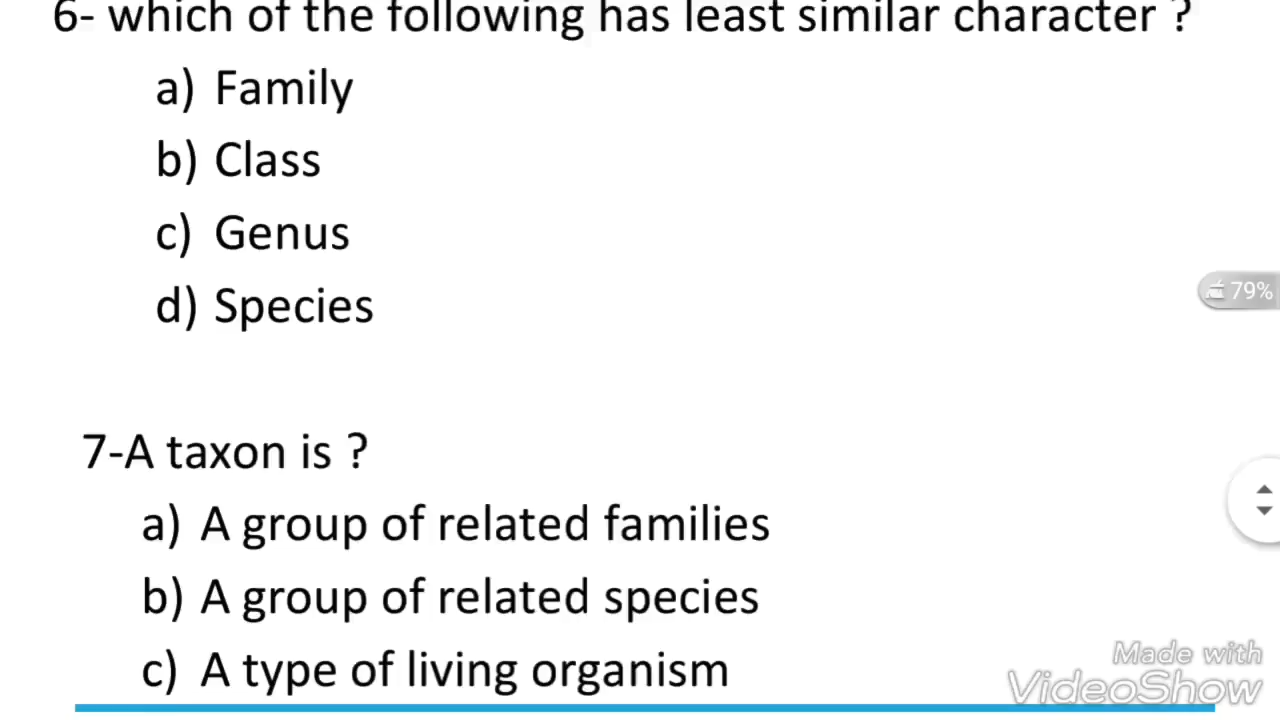 6- which of the following has least similar character ?
a) Family
b) Class
c) Genus
d) Species
79%
7-A taxon is ?
a) A group of related families
b) A group of related species
c) A type of living organism
Made with
VideoShow